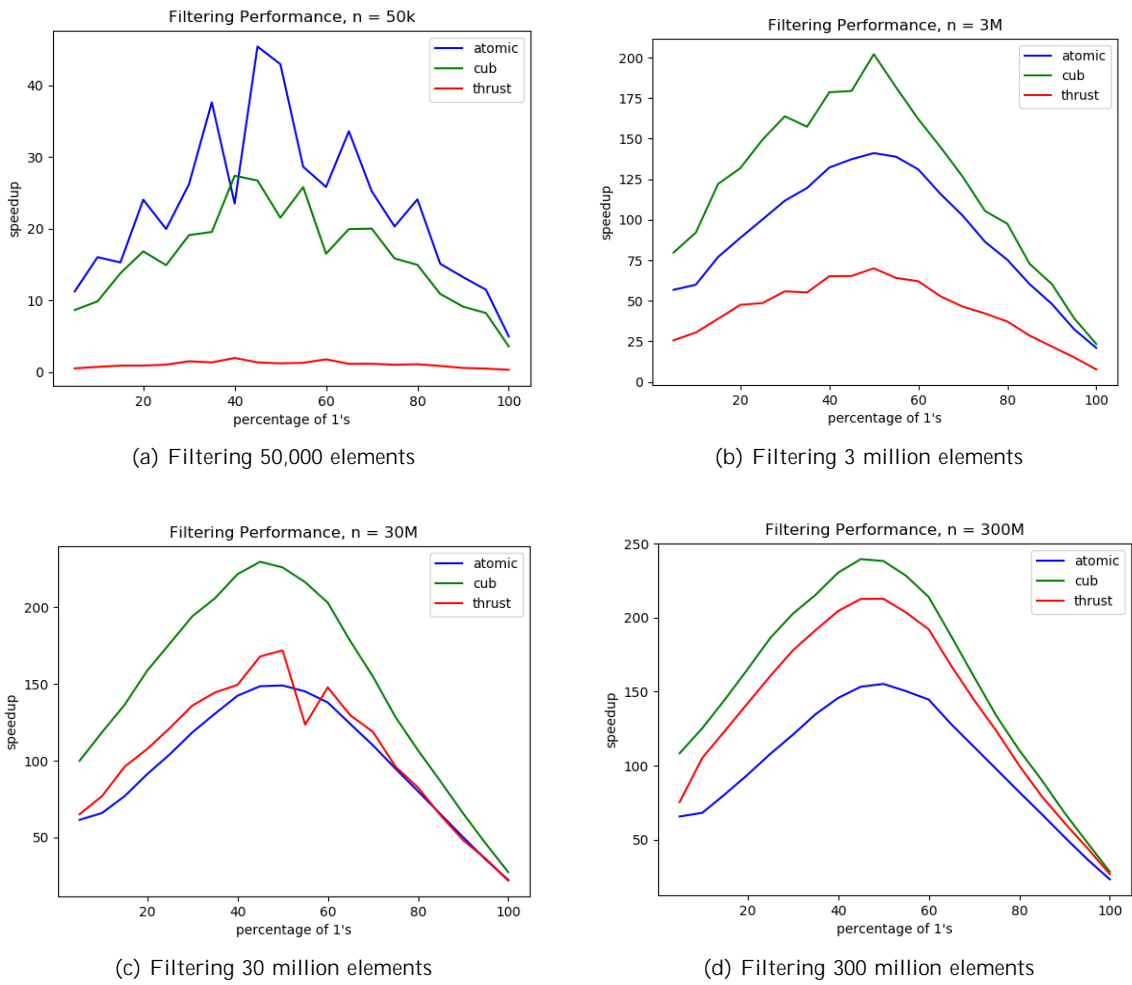 Filtering Performance, n = 50k
atomic
cub
thrust
speedup
40
30
20
10
0
20 40 60 80 100
percentage of 1's
(a) Filtering 50,000 elements
Filtering Performance, n = 3M
atomic
cub
thrust
speedup
200
175
150
125
100
75
50
25
0
20 40 60 80 100
percentage of 1's
(b) Filtering 3 million elements
Filtering Performance, n = 30M
atomic
cub
thrust
speedup
200
150
100
50
20 40 60 80 100
percentage of 1's
(c) Filtering 30 million elements
Filtering Performance, n = 300M
atomic
cub
thrust
speedup
250
200
150
100
50
20 40 60 80 100
percentage of 1's
(d) Filtering 300 million elements